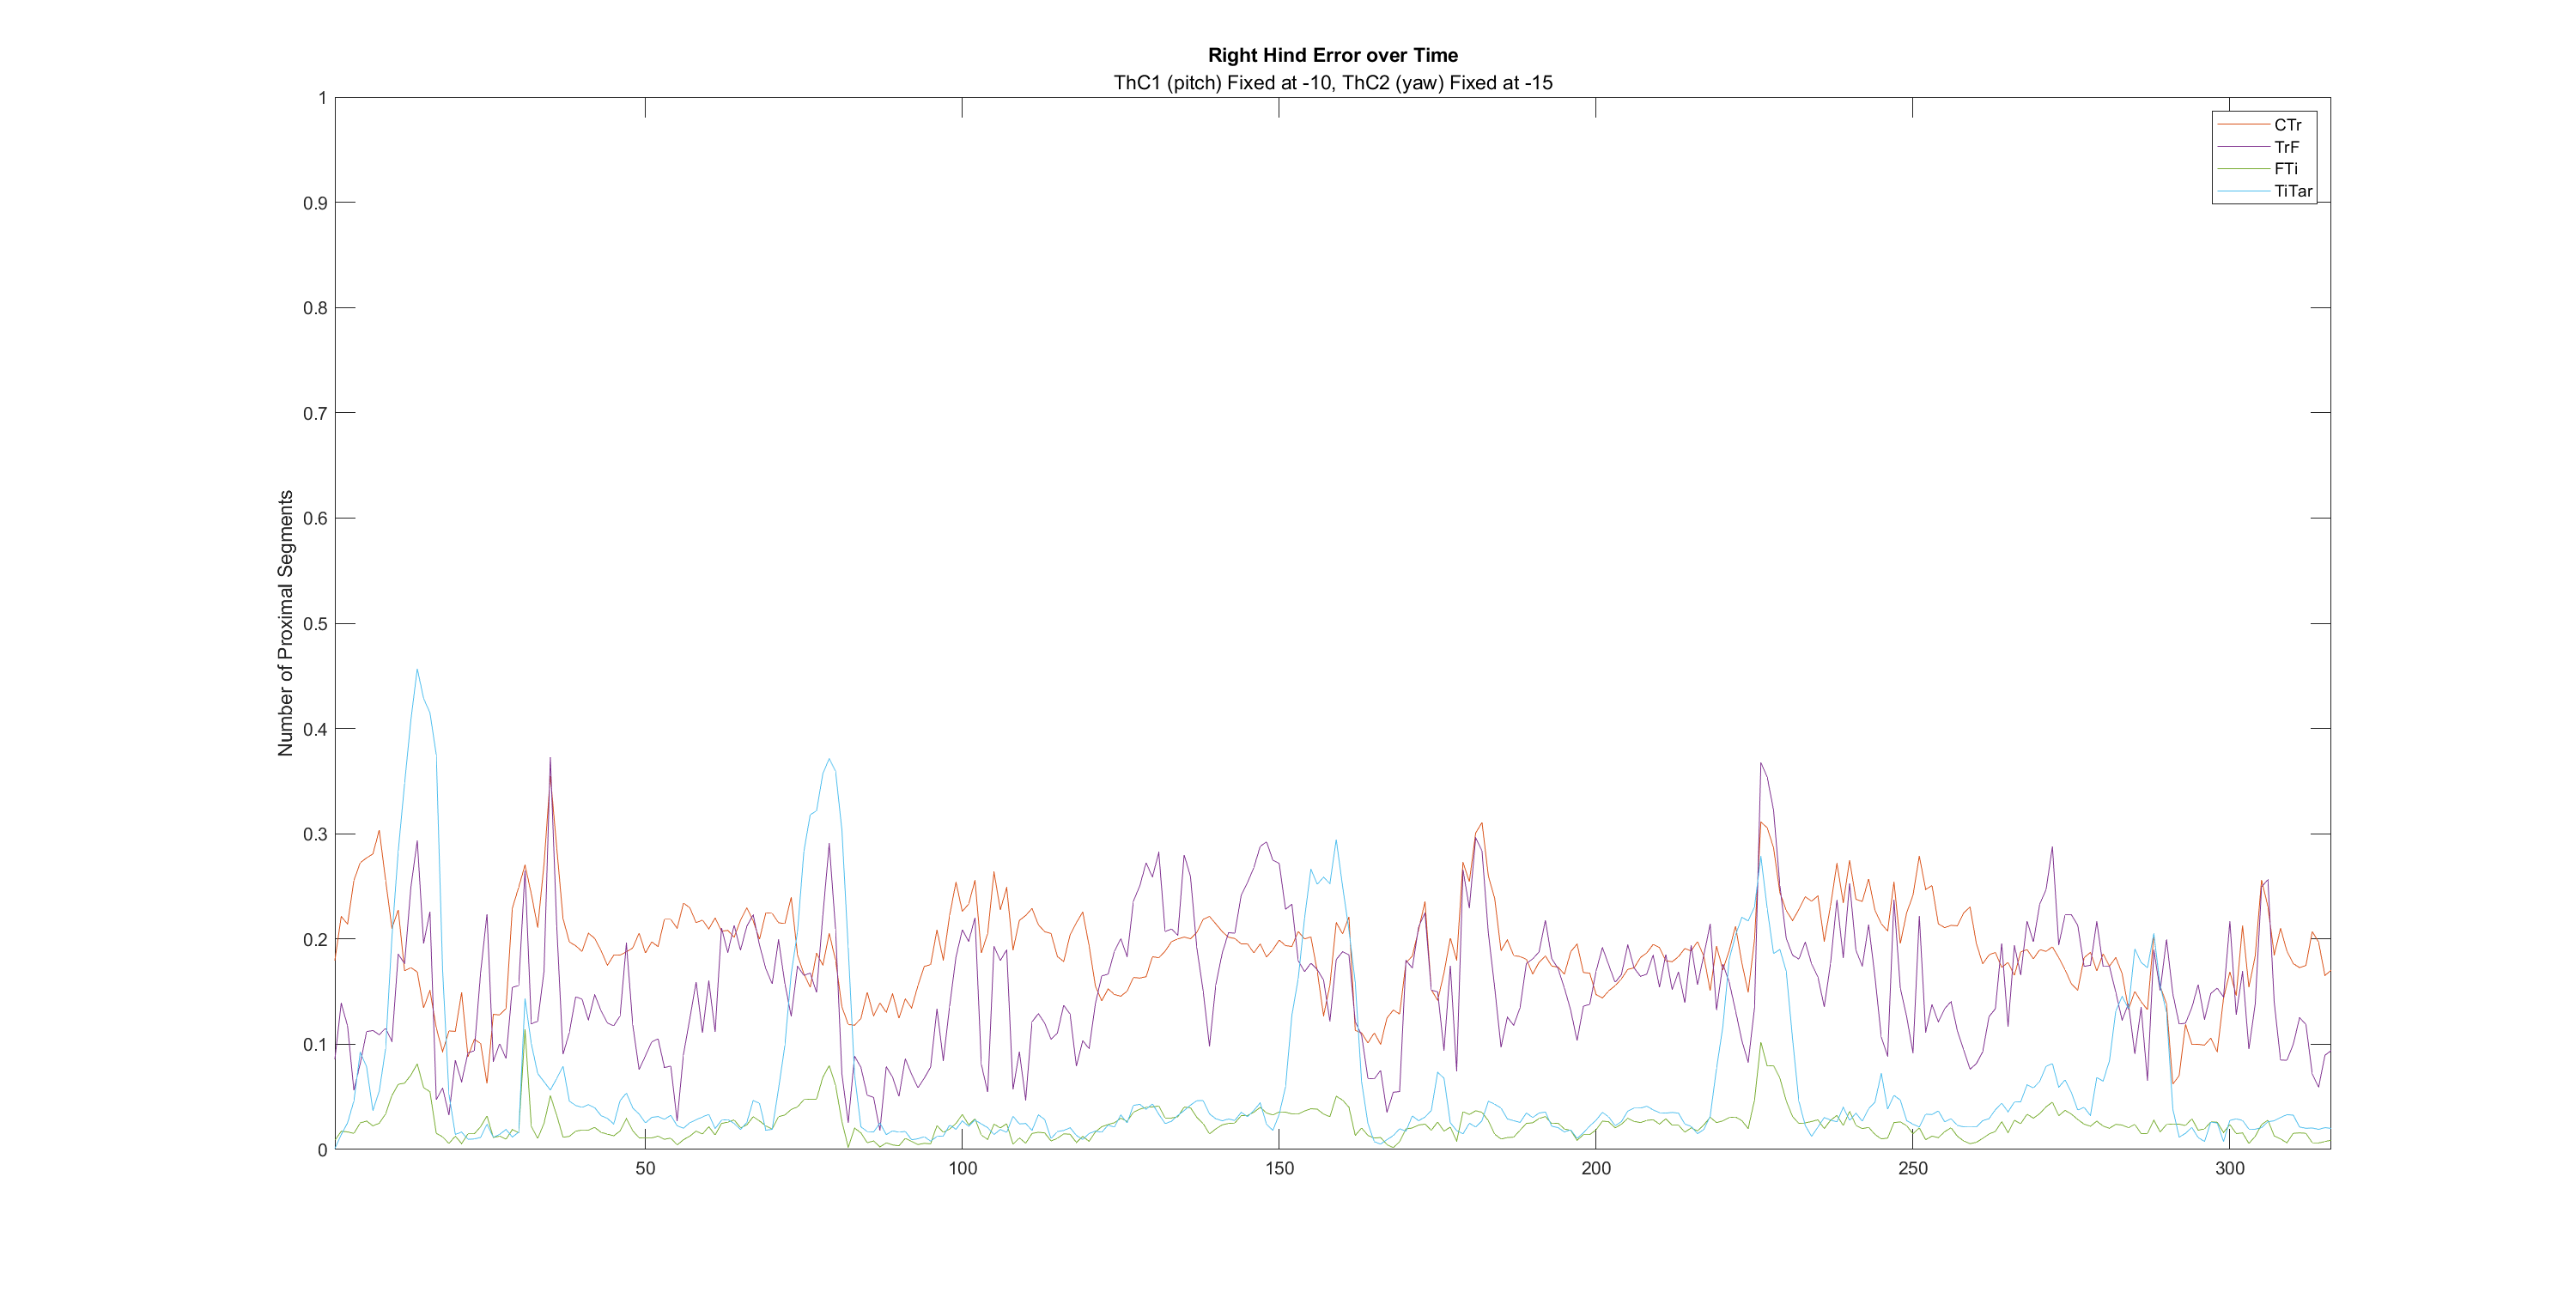 Right Hind Error over Time
ThC1 (pitch) Fixed at -10, ThC2 (yaw) Fixed at -15
CTr
TrF
FTi
TiTar
Number of Proximal Segments
1
0.9
0.8
0.7
0.6
0.5
0.4
0.3
0.2
0.1
0
50 100 150 200 250 300